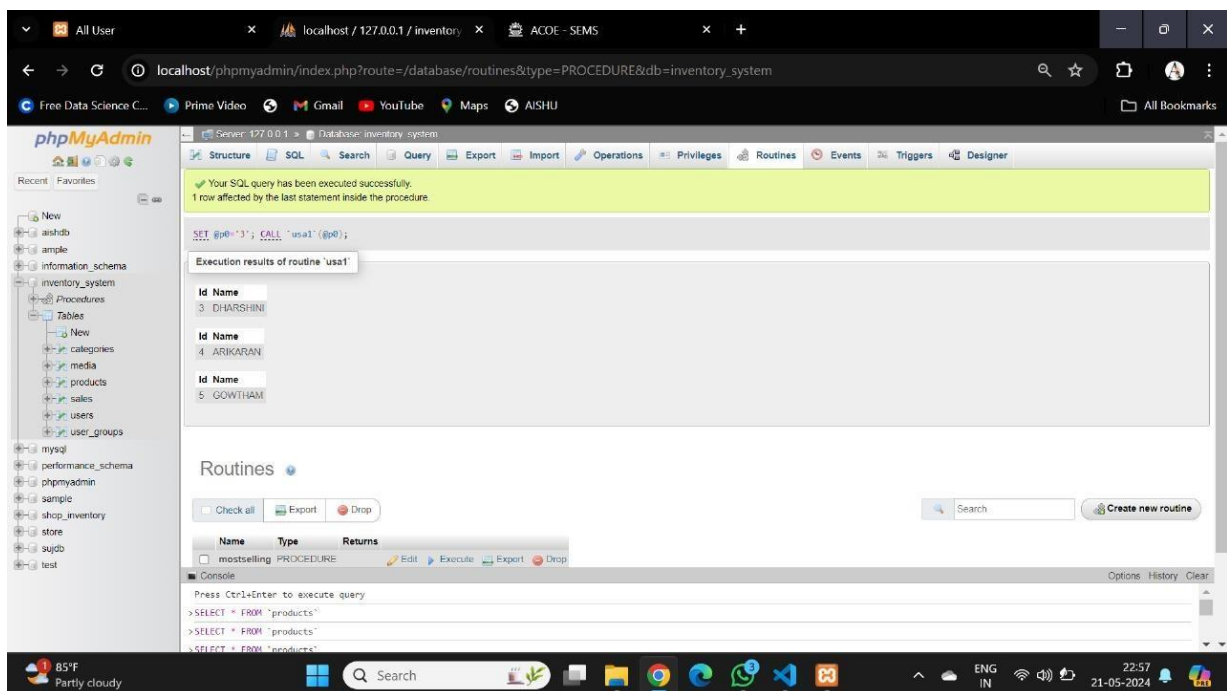 All User
localhost / 127.0.0.1 / inventory
ACOE - SEMS
localhost/phpmyadmin/index.php?route=/database/routines&type=PROCEDURE&db=inventory_system
Free Data Science C... Prime Video Gmail YouTube Maps AISHU All Bookmarks
phpMyAdmin
Recent Favorites
New
aishdb
ample
information_schema
inventory_system
Procedures
Tables
New
categories
media
products
sales
users
user_groups
mysql
performance_schema
phpmyadmin
sample
shop_inventory
store
sujdb
test
Server: 127.0.0.1 » Database: inventory_system
Structure SQL Search Query Export Import Operations Privileges Routines Events Triggers Designer
Your SQL query has been executed successfully.
1 row affected by the last statement inside the procedure.
SET @p0='3'; CALL `usa1`(@p0);
Execution results of routine `usa1`
Id Name
3 DHARSHINI
Id Name
4 ARIKARAN
Id Name
5 GOWTHAM
Routines
Check all Export Drop
Search
Create new routine
Name Type Returns
mostselling PROCEDURE Edit Execute Export Drop
Console Options History Clear
Press Ctrl+Enter to execute query
>SELECT * FROM `products`
>SELECT * FROM `products`
>SELECT * FROM `products`
1
85°F
Partly cloudy
Search
ENG
IN
22:57
21-05-2024
PRE